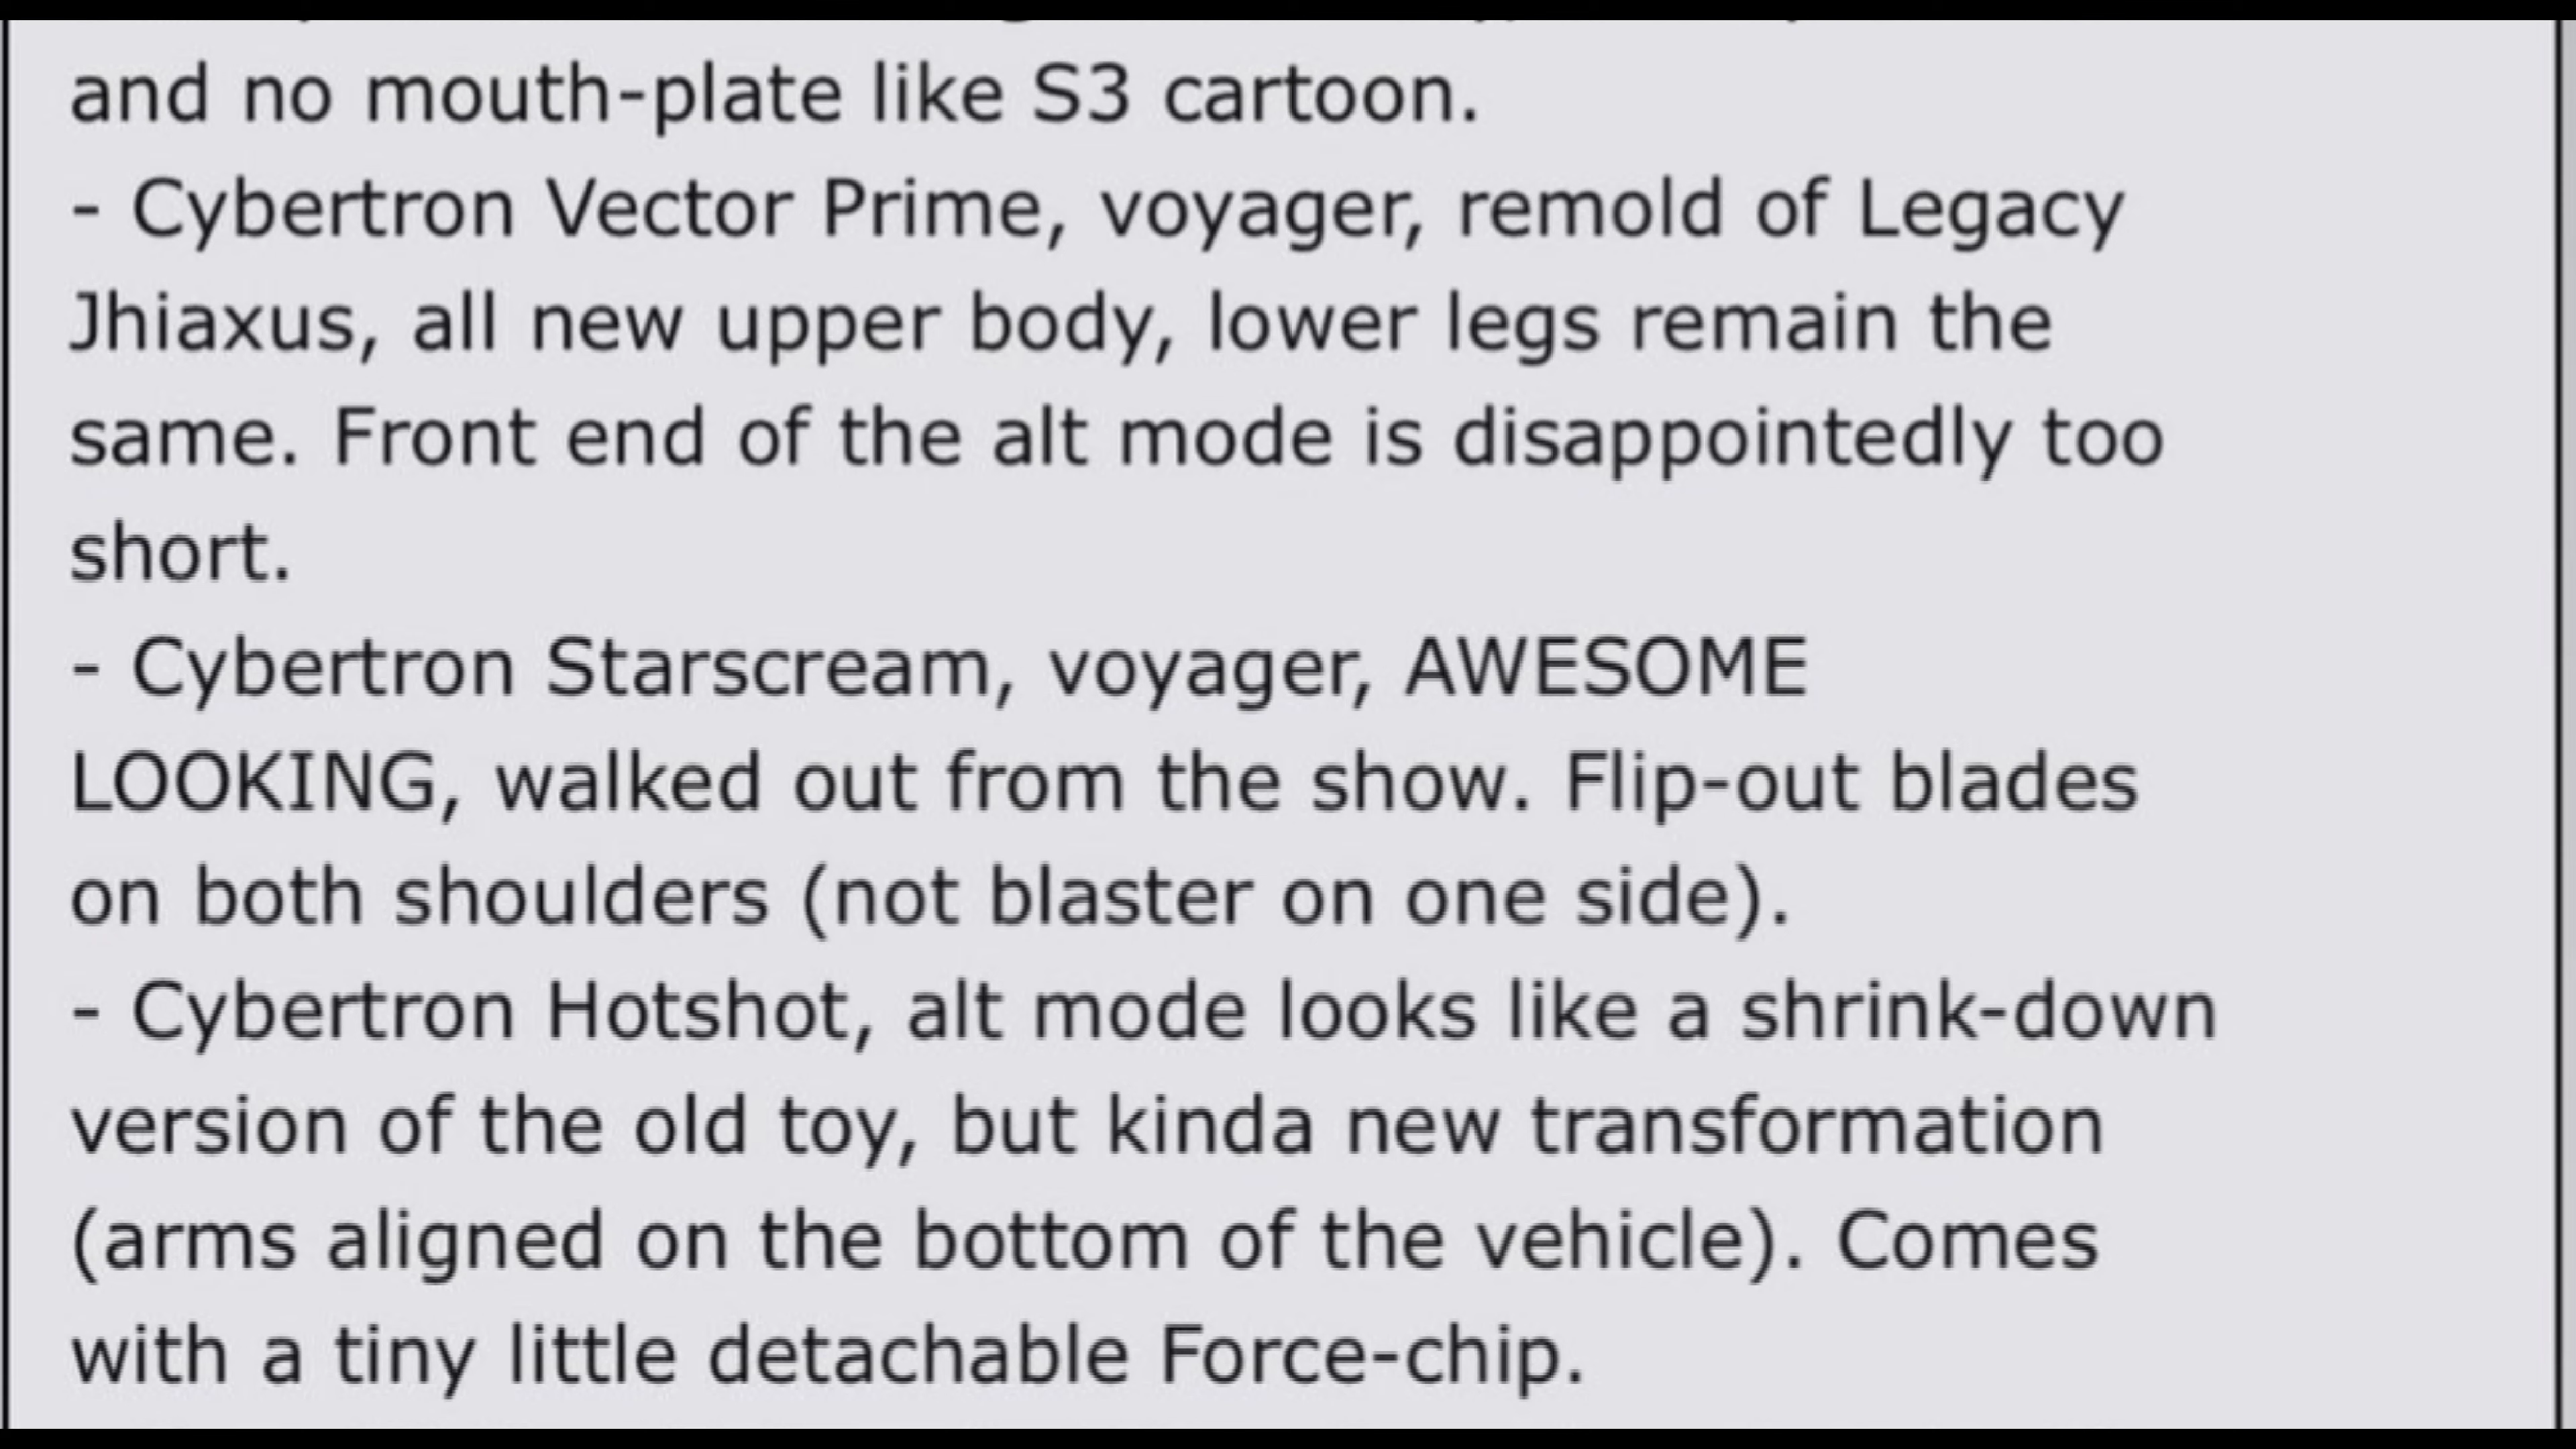 and no mouth-plate like S3 cartoon.
- Cybertron Vector Prime, voyager, remold of Legacy
Jhiaxus, all new upper body, lower legs remain the
same. Front end of the alt mode is disappointedly too
short.
- Cybertron Starscream, voyager, AWESOME
LOOKING, walked out from the show. Flip-out blades
on both shoulders (not blaster on one side).
- Cybertron Hotshot, alt mode looks like a shrink-down
version of the old toy, but kinda new transformation
(arms aligned on the bottom of the vehicle). Comes
with a tiny little detachable Force-chip.